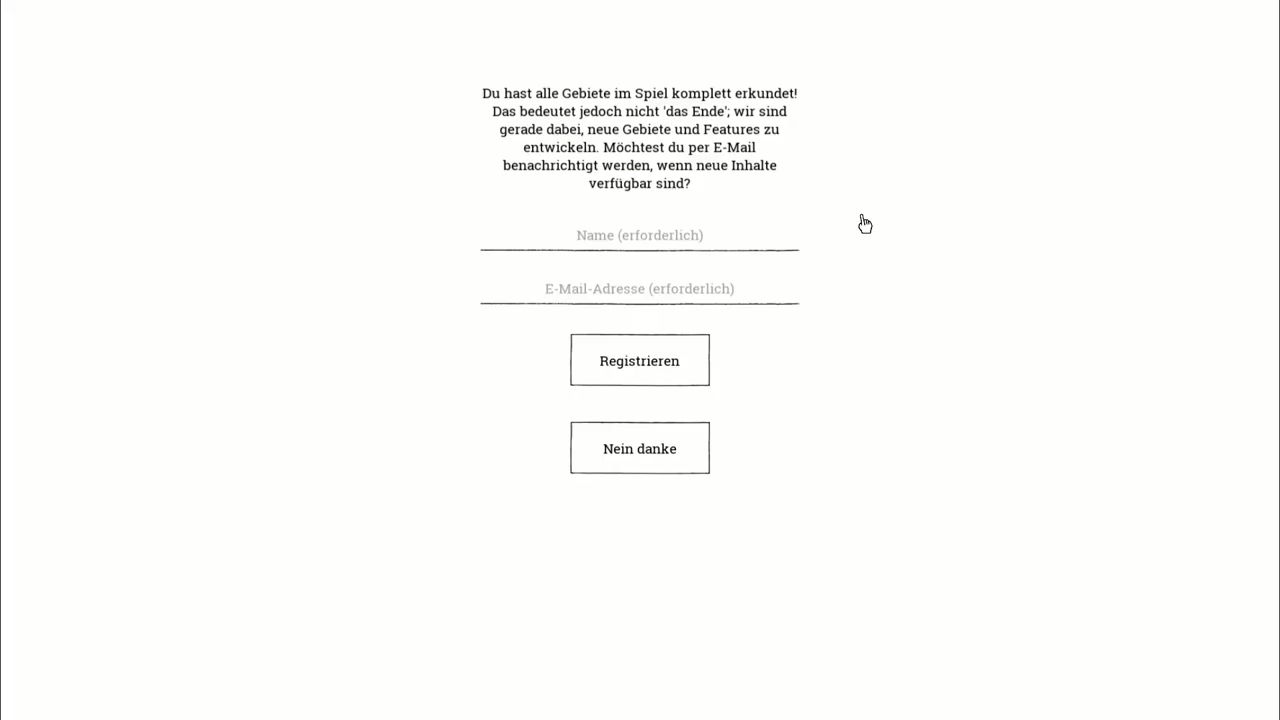 Du hast alle Gebiete im Spiel komplett erkundet!
Das bedeutet jedoch nicht 'das Ende'; wir sind
gerade dabei, neue Gebiete und Features zu
entwickeln. Möchtest du per E-Mail
benachrichtigt werden, wenn neue Inhalte
verfügbar sind?
Name (erforderlich)
E-Mail-Adresse (erforderlich)
Registrieren
Nein danke